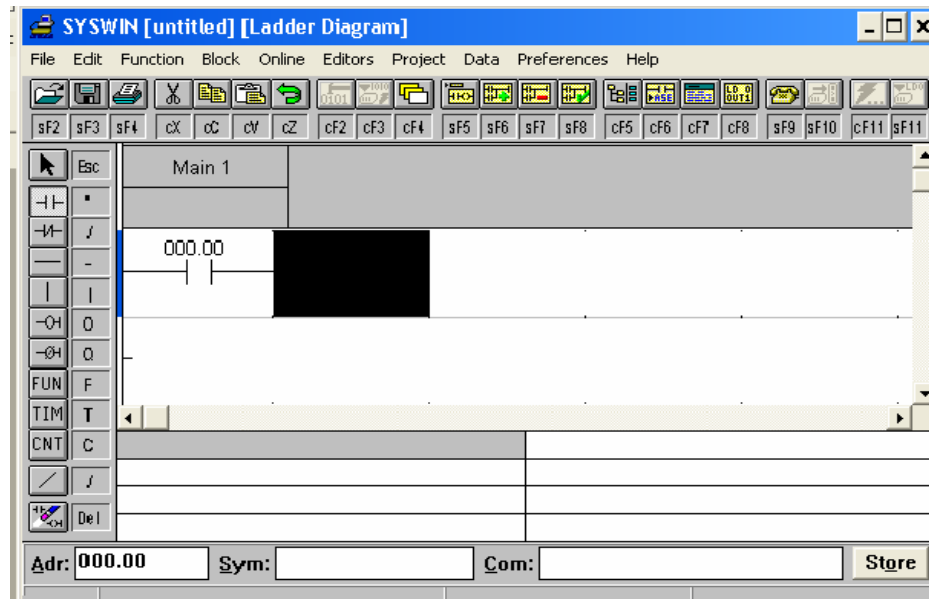 SYSWIN [untitled] [Ladder Diagram]
File Edit Function Block Online Editors Project Data Preferences Help
sF2 sF3 sF4 cX cC cV cZ cF2 cF3 cF4 sF5 sF6 sF7 sF8 cF5 cF6 cF7 cF8 sF9 sF10 cF11 sF11
Esc
Main 1
"
/
000.00
-
|
O
FUN F
TIM T
CNT C
Del
Adr: 000.00 Sym: Com: Store